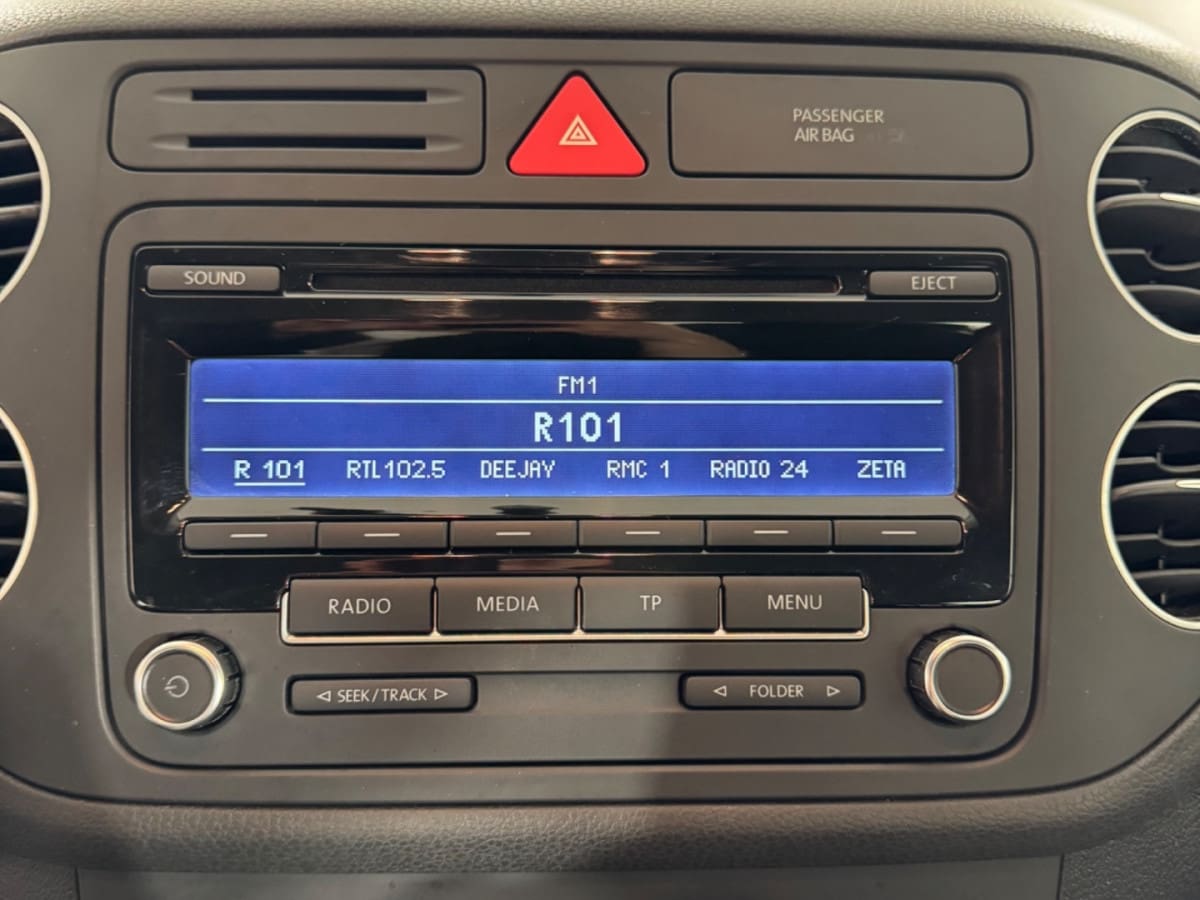 PASSENGER
AIR BAG
SOUND
EJECT
FM1
R101
R 101 RTL102.5 DEEJAY RMC 1 RADIO 24 ZETA
RADIO MEDIA TP MENU
SEEK / TRACK
FOLDER